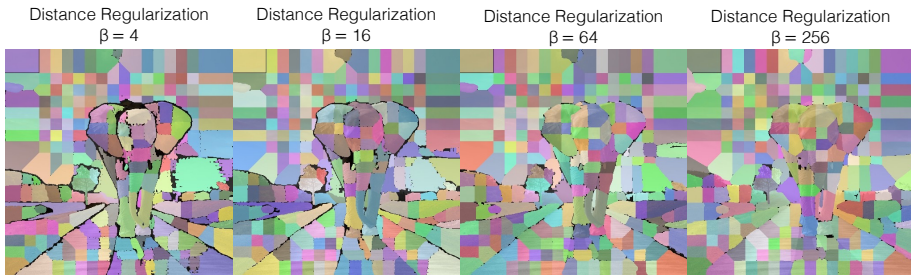 Distance Regularization
β = 4
Distance Regularization
β = 16
Distance Regularization
β = 64
Distance Regularization
β = 256